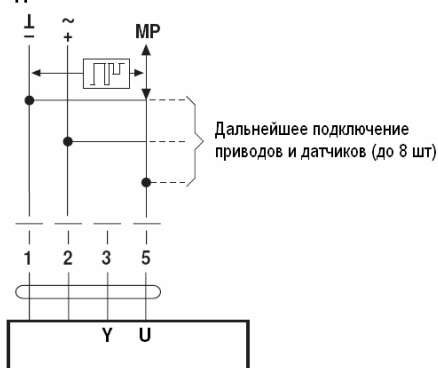 ⊥ ~
– + MP
Дальнейшее подключение
приводов и датчиков (до 8 шт)
1 2 3 5
Y U